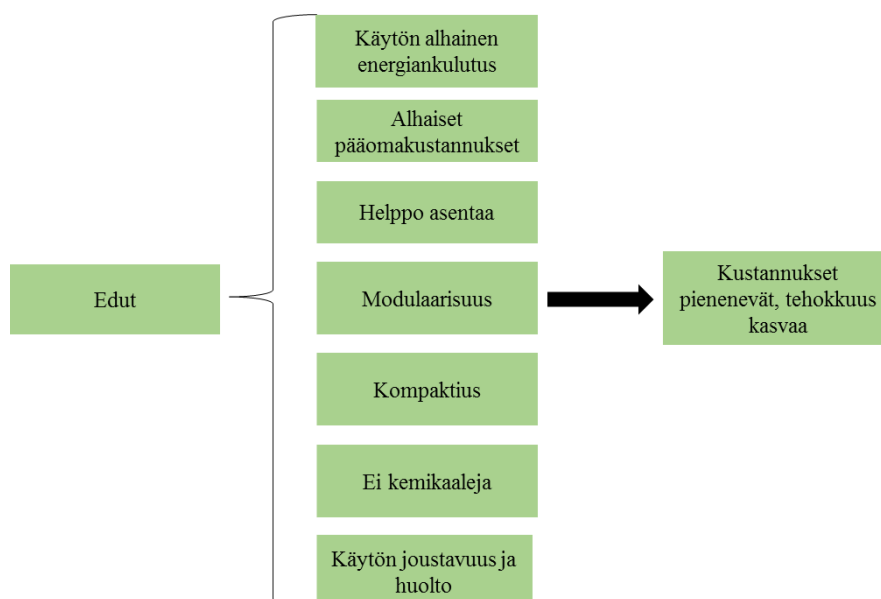 Edut
Käytön alhainen
energiankulutus
Alhaiset
pääomakustannukset
Helppo asentaa
Modulaarisuus
Kompaktius
Ei kemikaaleja
Käytön joustavuus ja
huolto
Kustannukset
pienenevät, tehokkuus
kasvaa